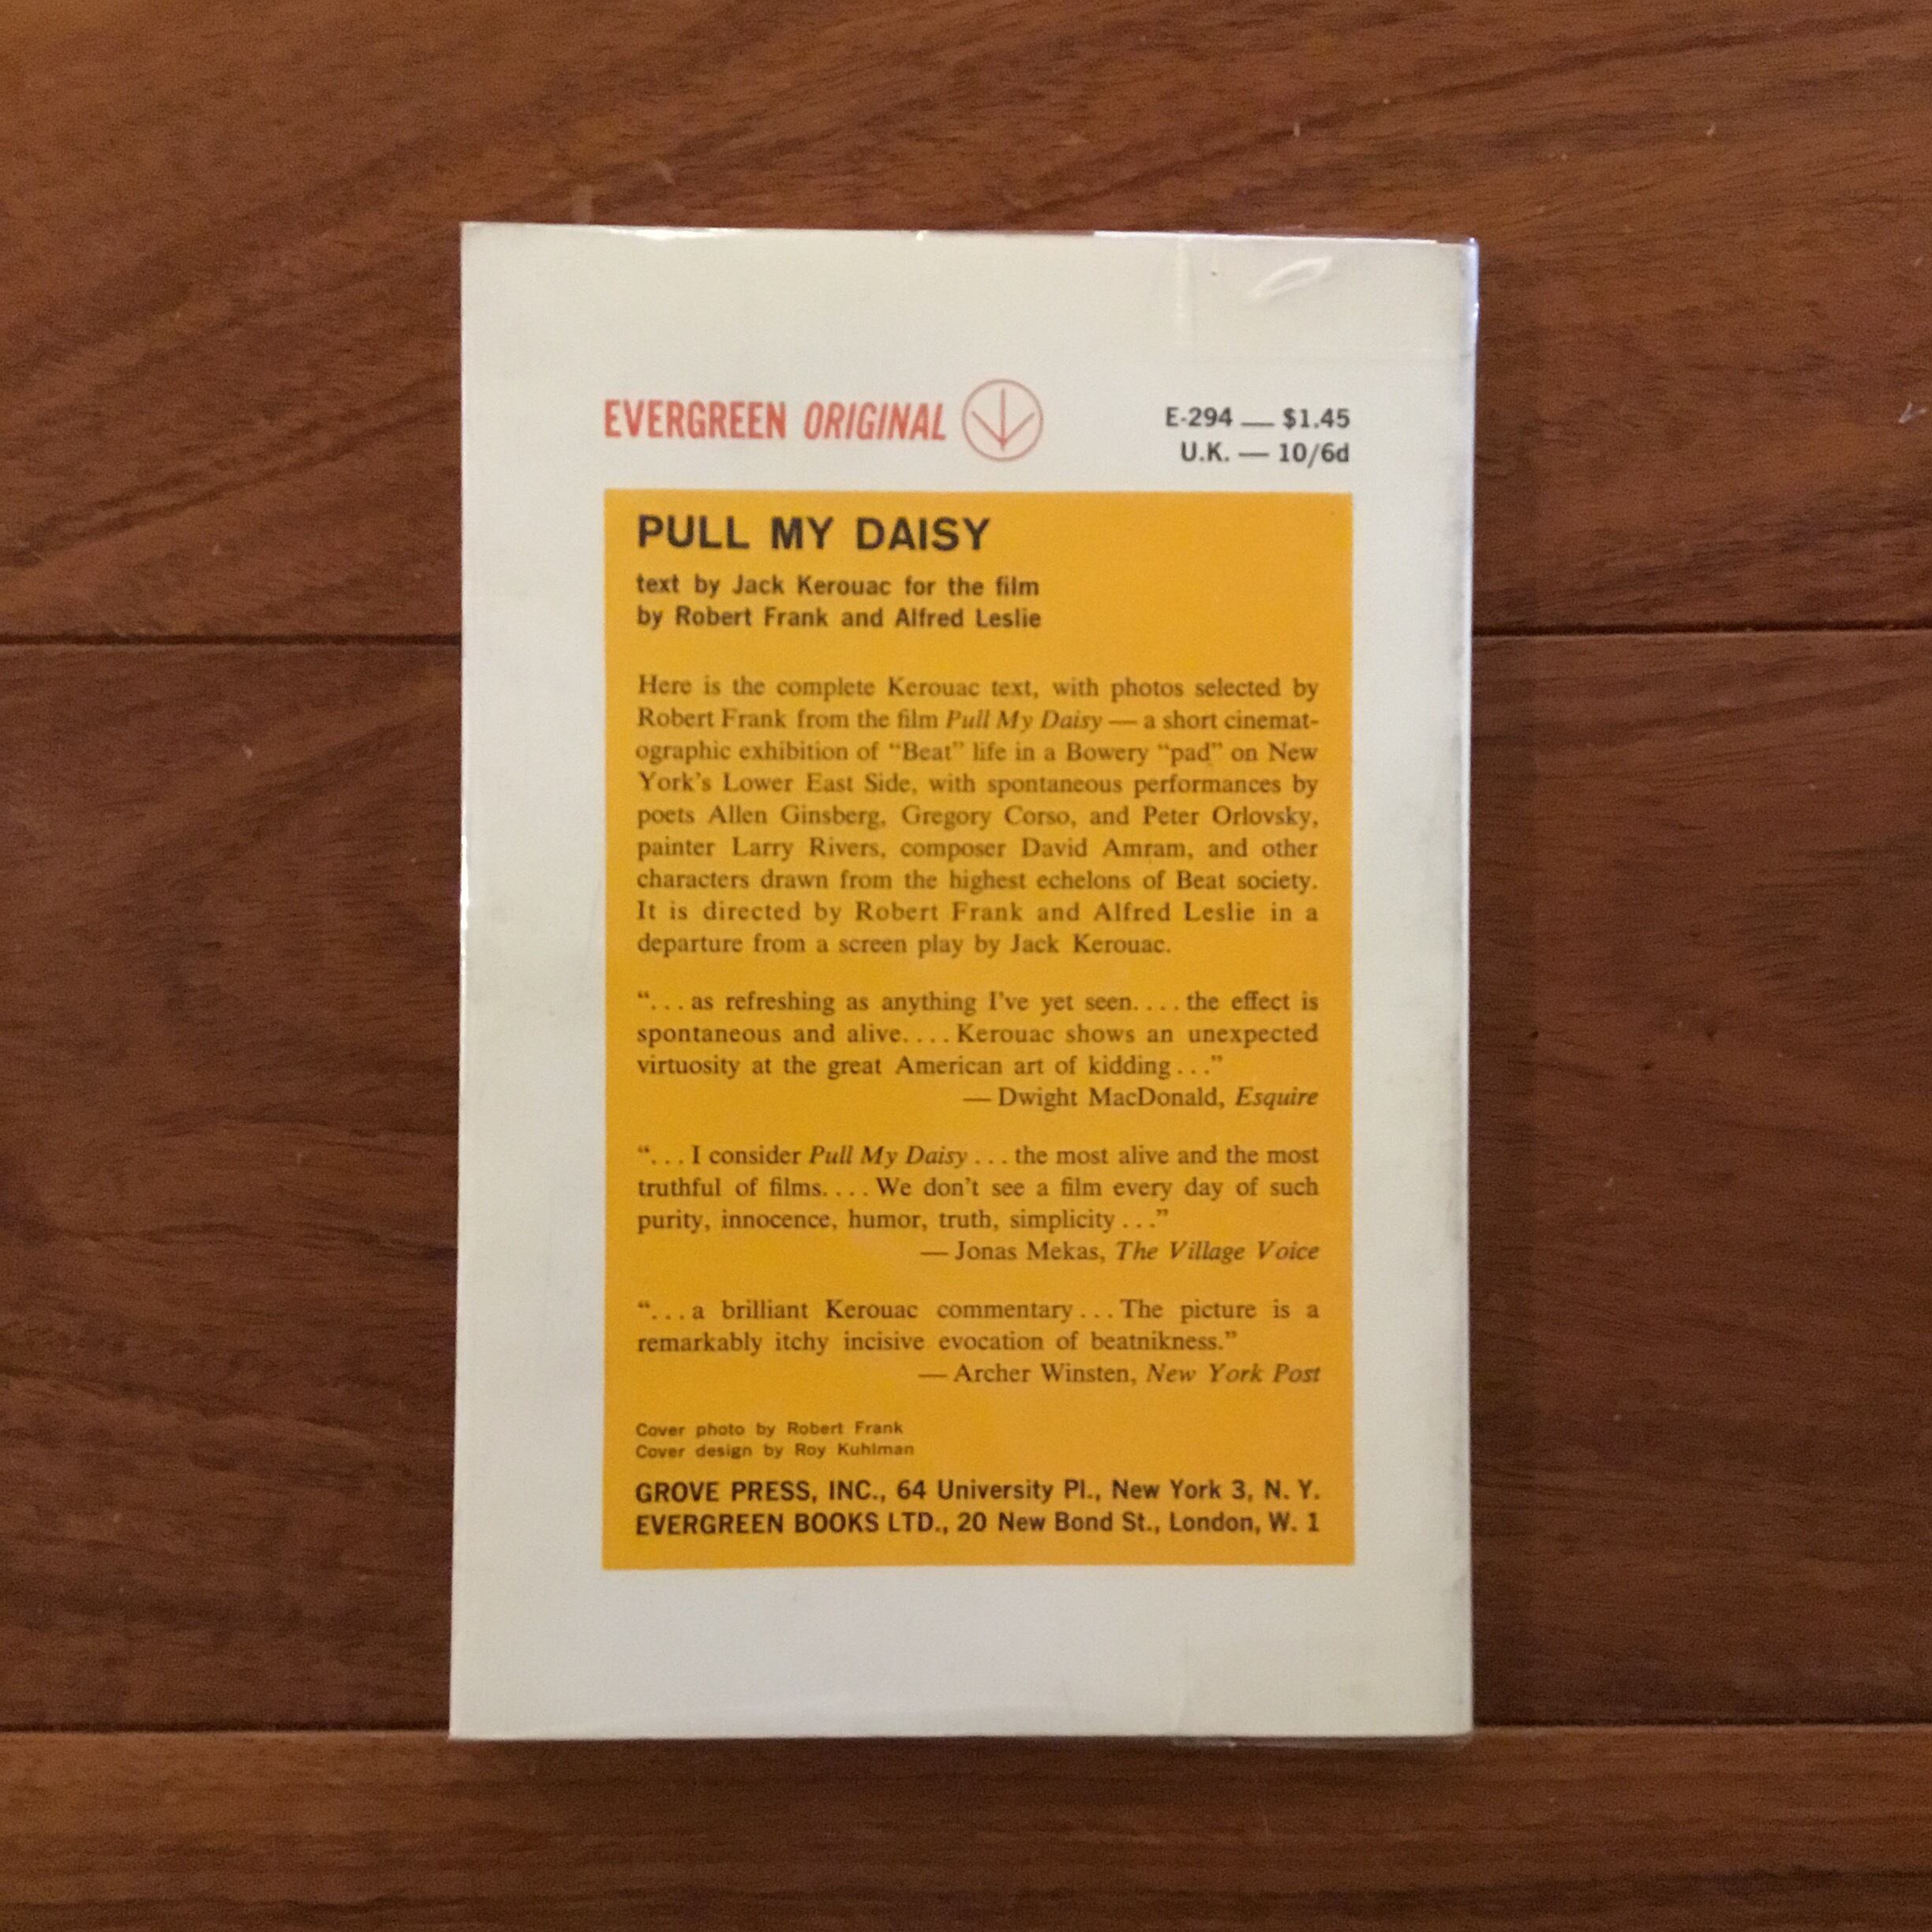 EVERGREEN ORIGINAL
E-294 — $1.45
U.K. — 10/6d
PULL MY DAISY
text by Jack Kerouac for the film
by Robert Frank and Alfred Leslie
Here is the complete Kerouac text, with photos selected by
Robert Frank from the film Pull My Daisy — a short cinemat-
ographic exhibition of “Beat” life in a Bowery “pad” on New
York’s Lower East Side, with spontaneous performances by
poets Allen Ginsberg, Gregory Corso, and Peter Orlovsky,
painter Larry Rivers, composer David Amram, and other
characters drawn from the highest echelons of Beat society.
It is directed by Robert Frank and Alfred Leslie in a
departure from a screen play by Jack Kerouac.
“. . . as refreshing as anything I’ve yet seen. . . . the effect is
spontaneous and alive. . . . Kerouac shows an unexpected
virtuosity at the great American art of kidding . . .”
— Dwight MacDonald, Esquire
“. . . I consider Pull My Daisy . . . the most alive and the most
truthful of films. . . . We don’t see a film every day of such
purity, innocence, humor, truth, simplicity . . .”
— Jonas Mekas, The Village Voice
“. . . a brilliant Kerouac commentary . . . The picture is a
remarkably itchy incisive evocation of beatnikness.”
— Archer Winsten, New York Post
Cover photo by Robert Frank
Cover design by Roy Kuhlman
GROVE PRESS, INC., 64 University Pl., New York 3, N. Y.
EVERGREEN BOOKS LTD., 20 New Bond St., London, W. 1